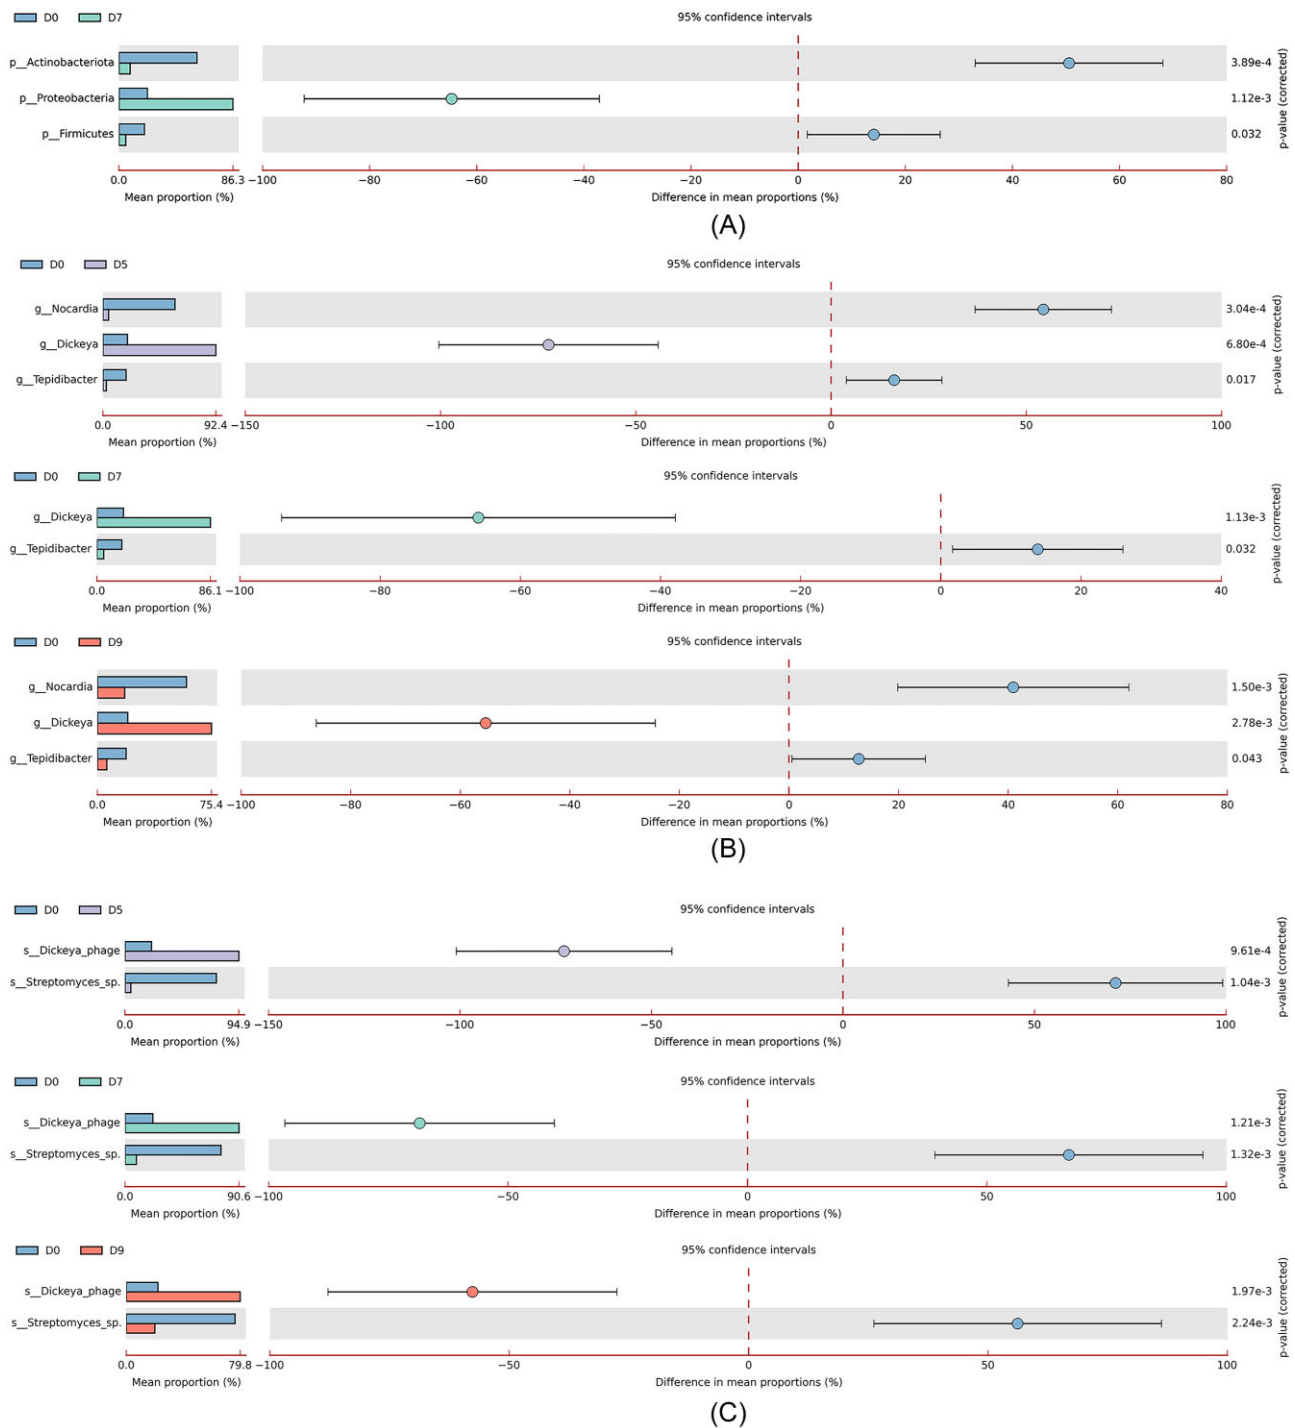 D0 D7
95% confidence intervals
p__Actinobacteriota 3.89e-4
p__Proteobacteria 1.12e-3
p__Firmicutes 0.032
p-value (corrected)
0.0 86.3 −100 −80 −60 −40 −20 0 20 40 60 80
Mean proportion (%) Difference in mean proportions (%)
(A)
D0 D5
95% confidence intervals
g__Nocardia 3.04e-4
g__Dickeya 6.80e-4
g__Tepidibacter 0.017
p-value (corrected)
0.0 92.4 −150 −100 −50 0 50 100
Mean proportion (%) Difference in mean proportions (%)
D0 D7
95% confidence intervals
g__Dickeya 1.13e-3
g__Tepidibacter 0.032
p-value (corrected)
0.0 86.1 −100 −80 −60 −40 −20 0 20 40
Mean proportion (%) Difference in mean proportions (%)
D0 D9
95% confidence intervals
g__Nocardia 1.50e-3
g__Dickeya 2.78e-3
g__Tepidibacter 0.043
p-value (corrected)
0.0 75.4 −100 −80 −60 −40 −20 0 20 40 60 80
Mean proportion (%) Difference in mean proportions (%)
(B)
D0 D5
95% confidence intervals
s__Dickeya_phage 9.61e-4
s__Streptomyces_sp. 1.04e-3
p-value (corrected)
0.0 94.9 −150 −100 −50 0 50 100
Mean proportion (%) Difference in mean proportions (%)
D0 D7
95% confidence intervals
s__Dickeya_phage 1.21e-3
s__Streptomyces_sp. 1.32e-3
p-value (corrected)
0.0 90.6 −100 −50 0 50 100
Mean proportion (%) Difference in mean proportions (%)
D0 D9
95% confidence intervals
s__Dickeya_phage 1.97e-3
s__Streptomyces_sp. 2.24e-3
p-value (corrected)
0.0 79.8 −100 −50 0 50 100
Mean proportion (%) Difference in mean proportions (%)
(C)